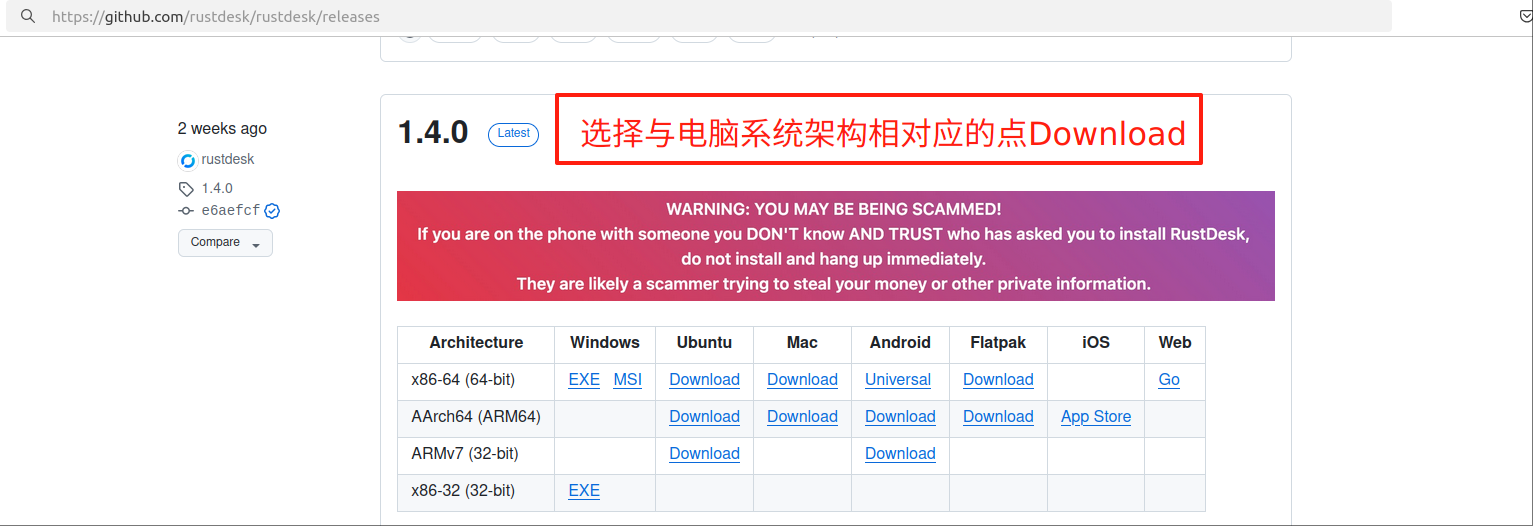 https://github.com/rustdesk/rustdesk/releases
2 weeks ago
rustdesk
1.4.0
e6aefcf
Compare
1.4.0 Latest 选择与电脑系统架构相对应的点Download
WARNING: YOU MAY BE BEING SCAMMED!
If you are on the phone with someone you DON'T know AND TRUST who has asked you to install RustDesk,
do not install and hang up immediately.
They are likely a scammer trying to steal your money or other private information.
Architecture Windows Ubuntu Mac Android Flatpak iOS Web
x86-64 (64-bit) EXE MSI Download Download Universal Download Go
AArch64 (ARM64) Download Download Download Download App Store
ARMv7 (32-bit) Download Download
x86-32 (32-bit) EXE